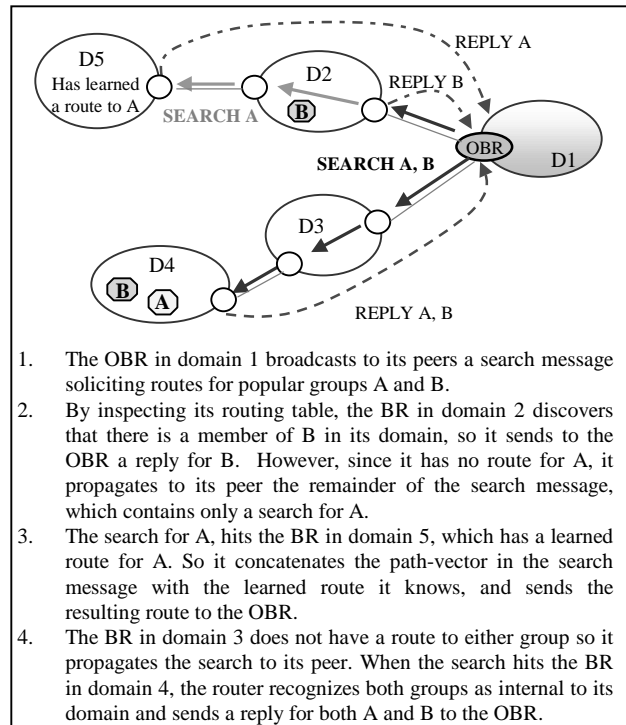 REPLY A
D5
Has learned
a route to A
D2
REPLY B
SEARCH A
B
OBR
D1
SEARCH A, B
D3
D4
B
A
REPLY A, B
1. The OBR in domain 1 broadcasts to its peers a search message
soliciting routes for popular groups A and B.
2. By inspecting its routing table, the BR in domain 2 discovers
that there is a member of B in its domain, so it sends to the
OBR a reply for B. However, since it has no route for A, it
propagates to its peer the remainder of the search message,
which contains only a search for A.
3. The search for A, hits the BR in domain 5, which has a learned
route for A. So it concatenates the path-vector in the search
message with the learned route it knows, and sends the
resulting route to the OBR.
4. The BR in domain 3 does not have a route to either group so it
propagates the search to its peer. When the search hits the BR
in domain 4, the router recognizes both groups as internal to its
domain and sends a reply for both A and B to the OBR.